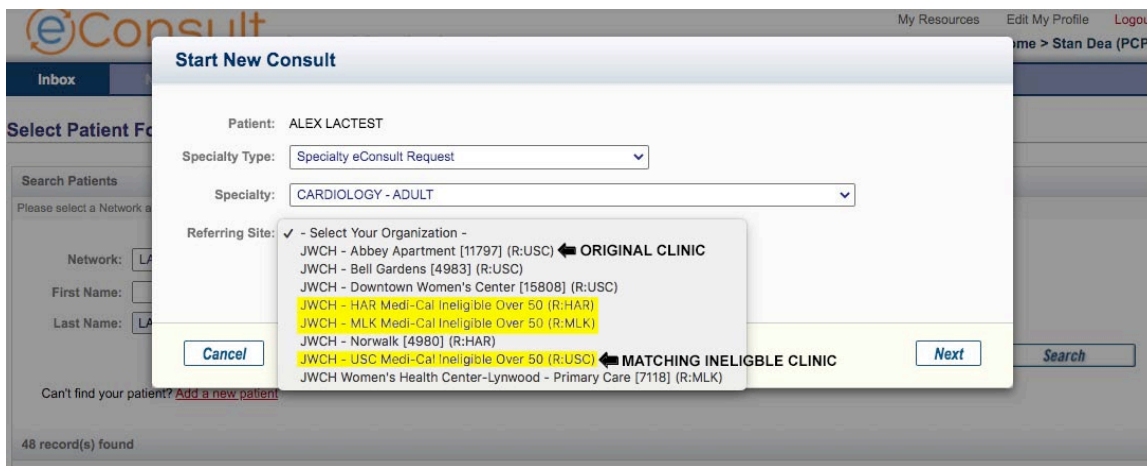 eConsult
My Resources Edit My Profile Logou
ome > Stan Dea (PCP
Inbox
Start New Consult
Select Patient Fo
Patient: ALEX LACTEST
Specialty Type: Specialty eConsult Request
Search Patients
Specialty: CARDIOLOGY - ADULT
Please select a Network a
Referring Site: ✓ - Select Your Organization -
JWCH - Abbey Apartment [11797] (R:USC) ORIGINAL CLINIC
Network: LA
JWCH - Bell Gardens [4983] (R:USC)
JWCH - Downtown Women's Center [15808] (R:USC)
First Name:
JWCH - HAR Medi-Cal Ineligible Over 50 (R:HAR)
JWCH - MLK Medi-Cal Ineligible Over 50 (R:MLK)
Last Name: LA
JWCH - Norwalk [4980] (R:HAR)
Cancel
JWCH - USC Medi-Cal Ineligible Over 50 (R:USC) MATCHING INELIGBLE CLINIC
Next
Search
JWCH Women's Health Center-Lynwood - Primary Care [7118] (R:MLK)
Can't find your patient? Add a new patient
48 record(s) found